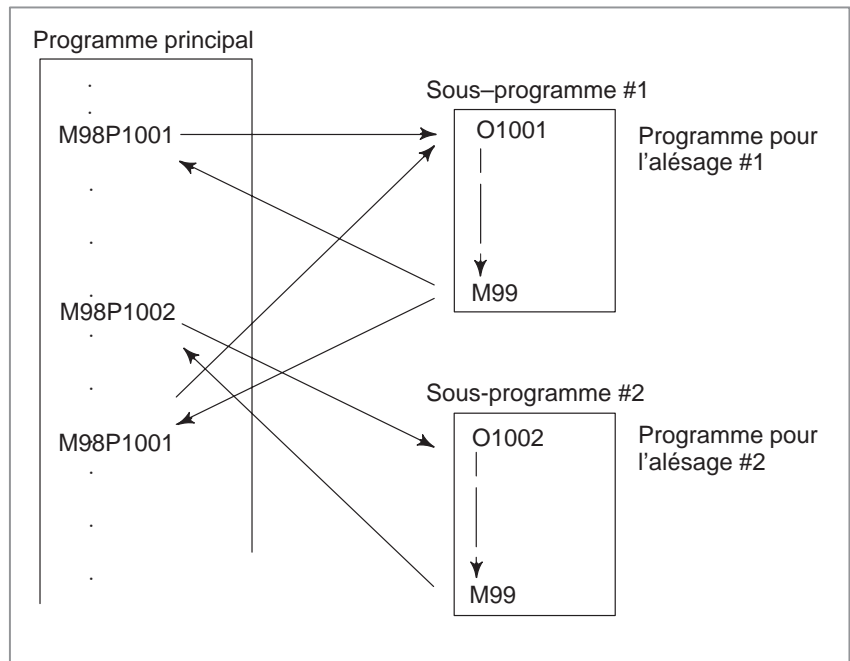 Programme principal
M98P1001
M98P1002
M98P1001
Sous–programme #1
O1001
M99
Programme pour
l'alésage #1
Sous-programme #2
O1002
M99
Programme pour
l'alésage #2